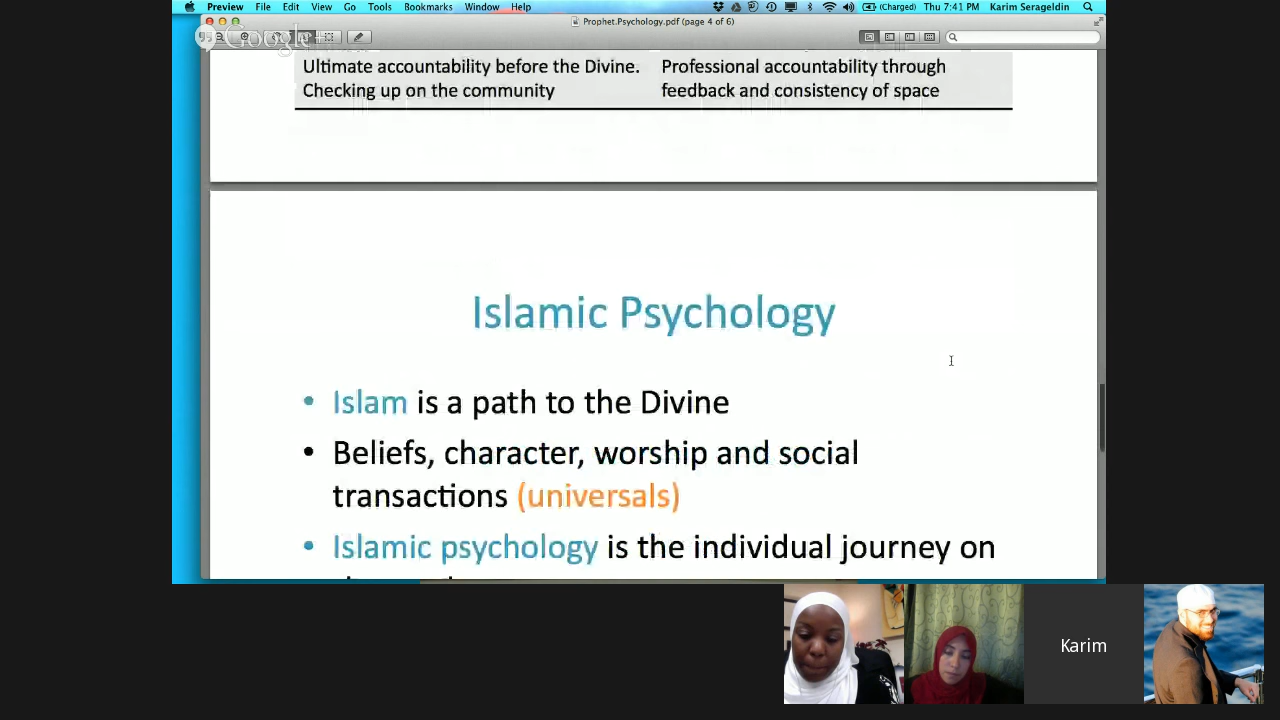 Preview File Edit View Go Tools Bookmarks Window Help (Charged) Thu 7:41 PM Karim Serageldin
Prophet.Psychology.pdf (page 4 of 6)
Google+
Ultimate accountability before the Divine. Professional accountability through
Checking up on the community feedback and consistency of space
Islamic Psychology
• Islam is a path to the Divine
• Beliefs, character, worship and social
transactions (universals)
• Islamic psychology is the individual journey on
Karim